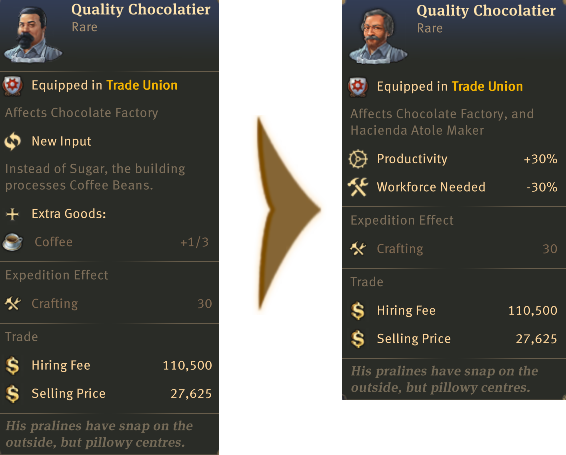 Quality Chocolatier
Rare
Equipped in Trade Union
Affects Chocolate Factory
New Input
Instead of Sugar, the building
processes Coffee Beans.
Extra Goods:
Coffee +1/3
Expedition Effect
Crafting 30
Trade
Hiring Fee 110,500
Selling Price 27,625
His pralines have snap on the
outside, but pillowy centres.
Quality Chocolatier
Rare
Equipped in Trade Union
Affects Chocolate Factory, and
Hacienda Atole Maker
Productivity +30%
Workforce Needed -30%
Expedition Effect
Crafting 30
Trade
Hiring Fee 110,500
Selling Price 27,625
His pralines have snap on the
outside, but pillowy centres.